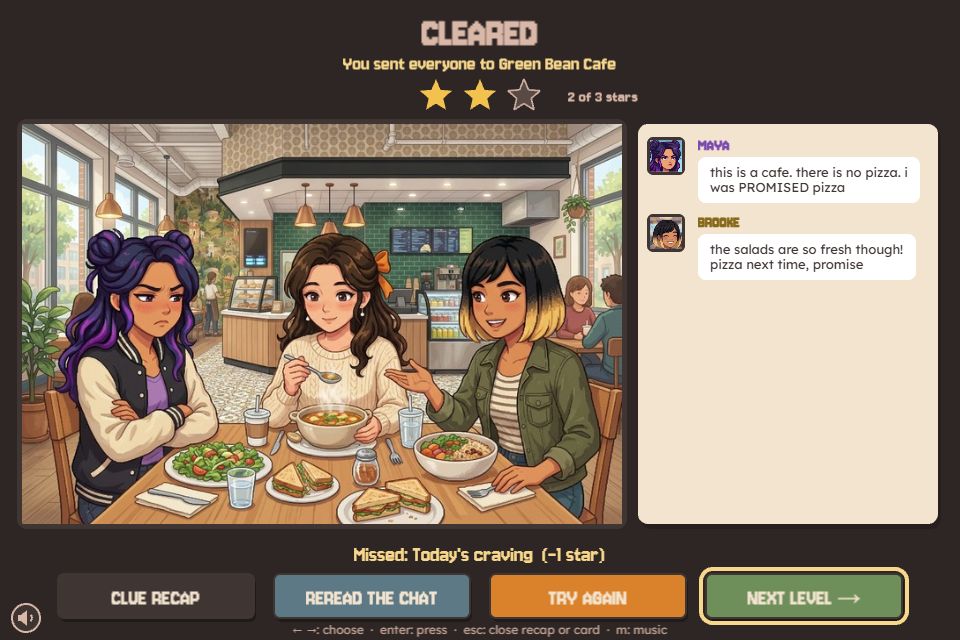 CLEARED
You sent everyone to Green Bean Cafe
2 of 3 stars
MAYA
this is a cafe. there is no pizza. i
was PROMISED pizza
BROOKE
the salads are so fresh though!
pizza next time, promise
Missed: Today's craving (-1 star)
CLUE RECAP
REREAD THE CHAT
TRY AGAIN
NEXT LEVEL →
← →: choose · enter: press · esc: close recap or card · m: music